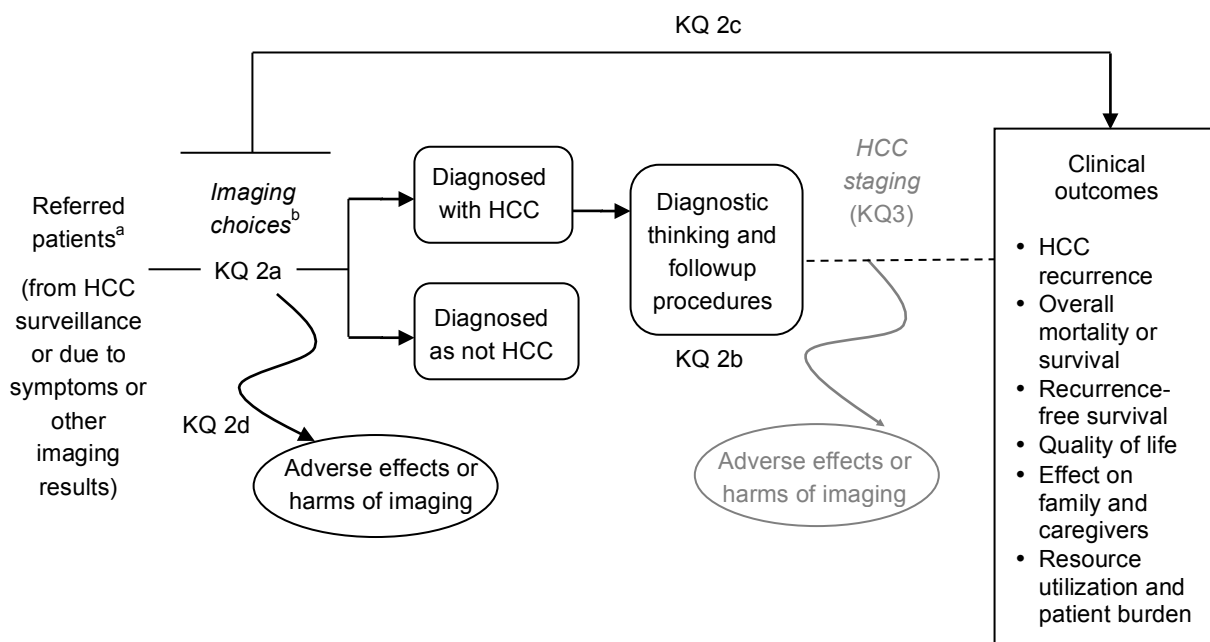 KQ 2c
Referred
patientsᵃ
(from HCC
surveillance
or due to
symptoms or
other
imaging
results)
Imaging
choicesᵇ
KQ 2a
KQ 2d
Adverse effects or
harms of imaging
Diagnosed
with HCC
Diagnosed
as not HCC
Diagnostic
thinking and
followup
procedures
KQ 2b
HCC
staging
(KQ3)
Adverse effects or
harms of imaging
Clinical
outcomes
• HCC
recurrence
• Overall
mortality or
survival
• Recurrence-
free survival
• Quality of life
• Effect on
family and
caregivers
• Resource
utilization and
patient burden